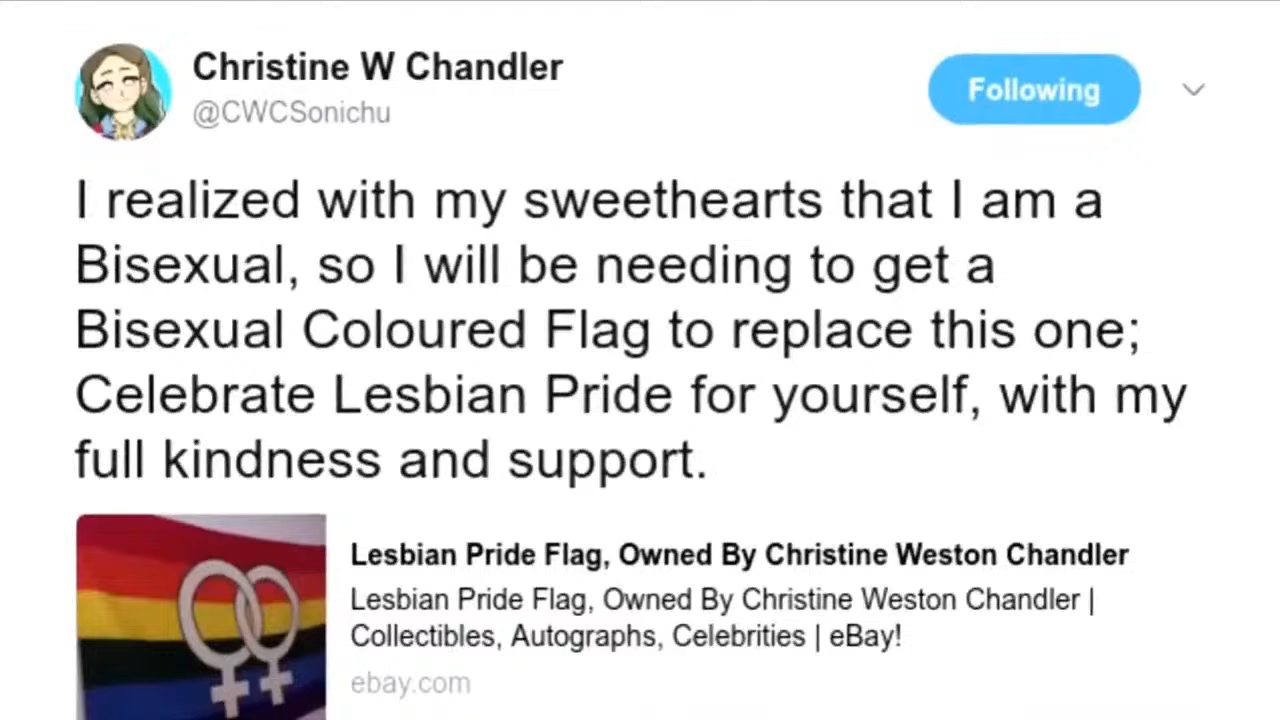 Christine W Chandler
@CWCSonichu
Following
I realized with my sweethearts that I am a
Bisexual, so I will be needing to get a
Bisexual Coloured Flag to replace this one;
Celebrate Lesbian Pride for yourself, with my
full kindness and support.
Lesbian Pride Flag, Owned By Christine Weston Chandler
Lesbian Pride Flag, Owned By Christine Weston Chandler |
Collectibles, Autographs, Celebrities | eBay!
ebay.com